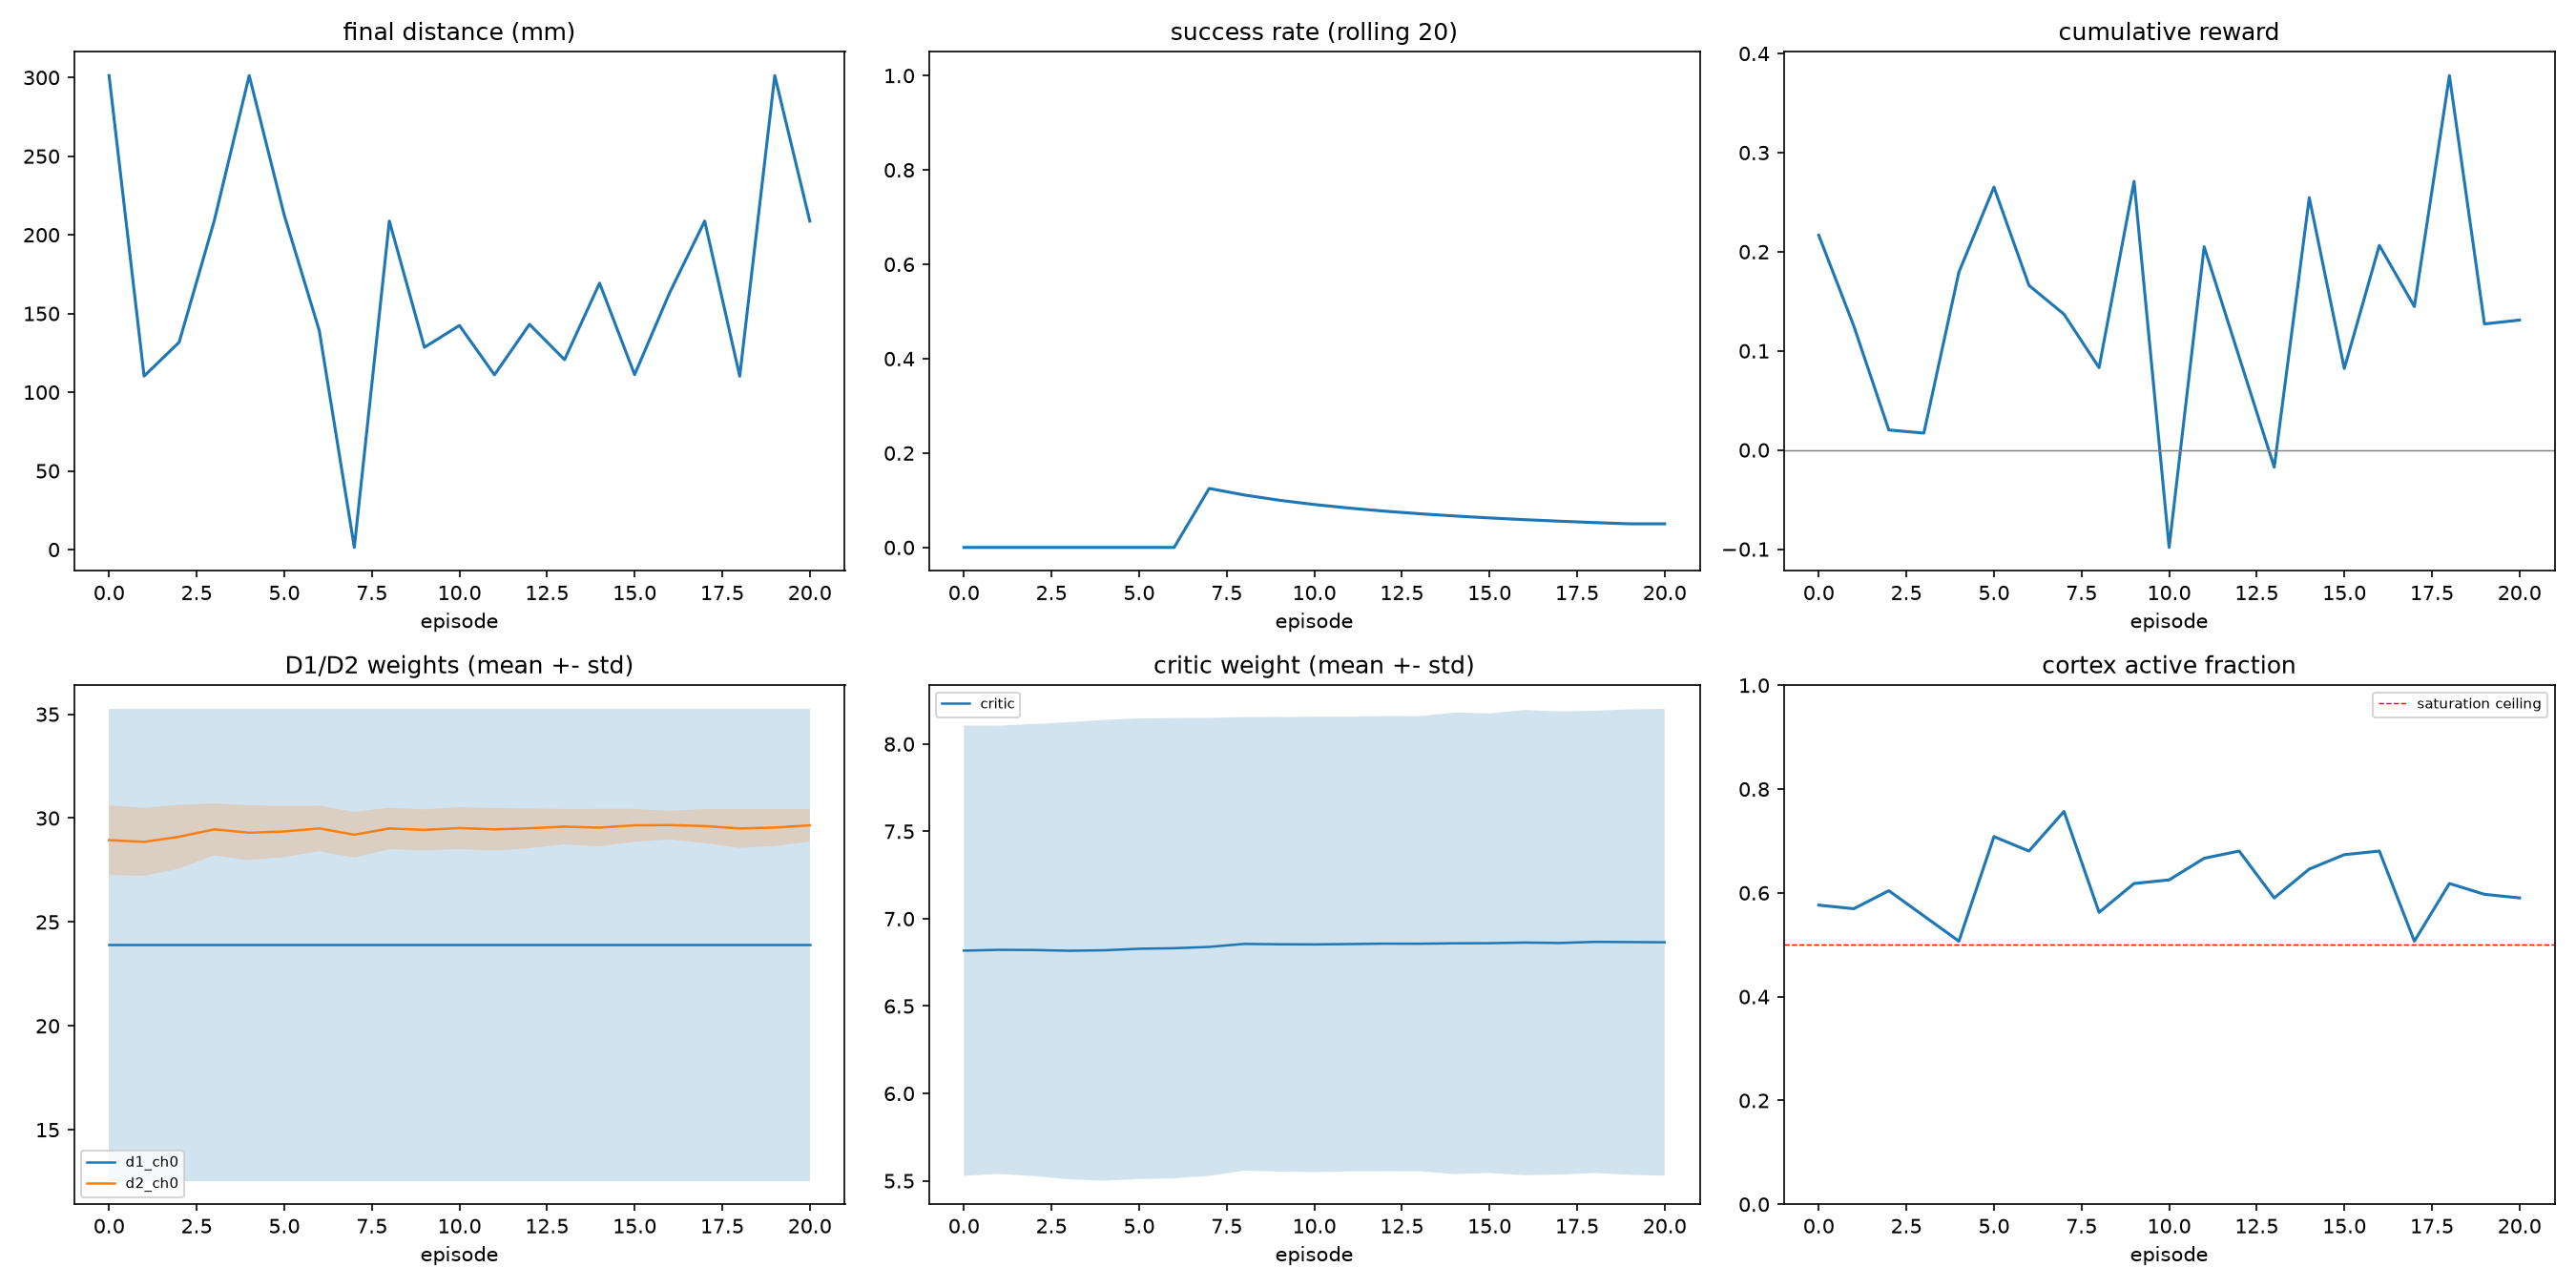 final distance (mm)
300
250
200
150
100
50
0
0.0 2.5 5.0 7.5 10.0 12.5 15.0 17.5 20.0
episode
success rate (rolling 20)
1.0
0.8
0.6
0.4
0.2
0.0
0.0 2.5 5.0 7.5 10.0 12.5 15.0 17.5 20.0
episode
cumulative reward
0.4
0.3
0.2
0.1
0.0
−0.1
0.0 2.5 5.0 7.5 10.0 12.5 15.0 17.5 20.0
episode
D1/D2 weights (mean +- std)
35
30
25
20
15
d1_ch0
d2_ch0
0.0 2.5 5.0 7.5 10.0 12.5 15.0 17.5 20.0
episode
critic weight (mean +- std)
critic
8.0
7.5
7.0
6.5
6.0
5.5
0.0 2.5 5.0 7.5 10.0 12.5 15.0 17.5 20.0
episode
cortex active fraction
saturation ceiling
1.0
0.8
0.6
0.4
0.2
0.0
0.0 2.5 5.0 7.5 10.0 12.5 15.0 17.5 20.0
episode